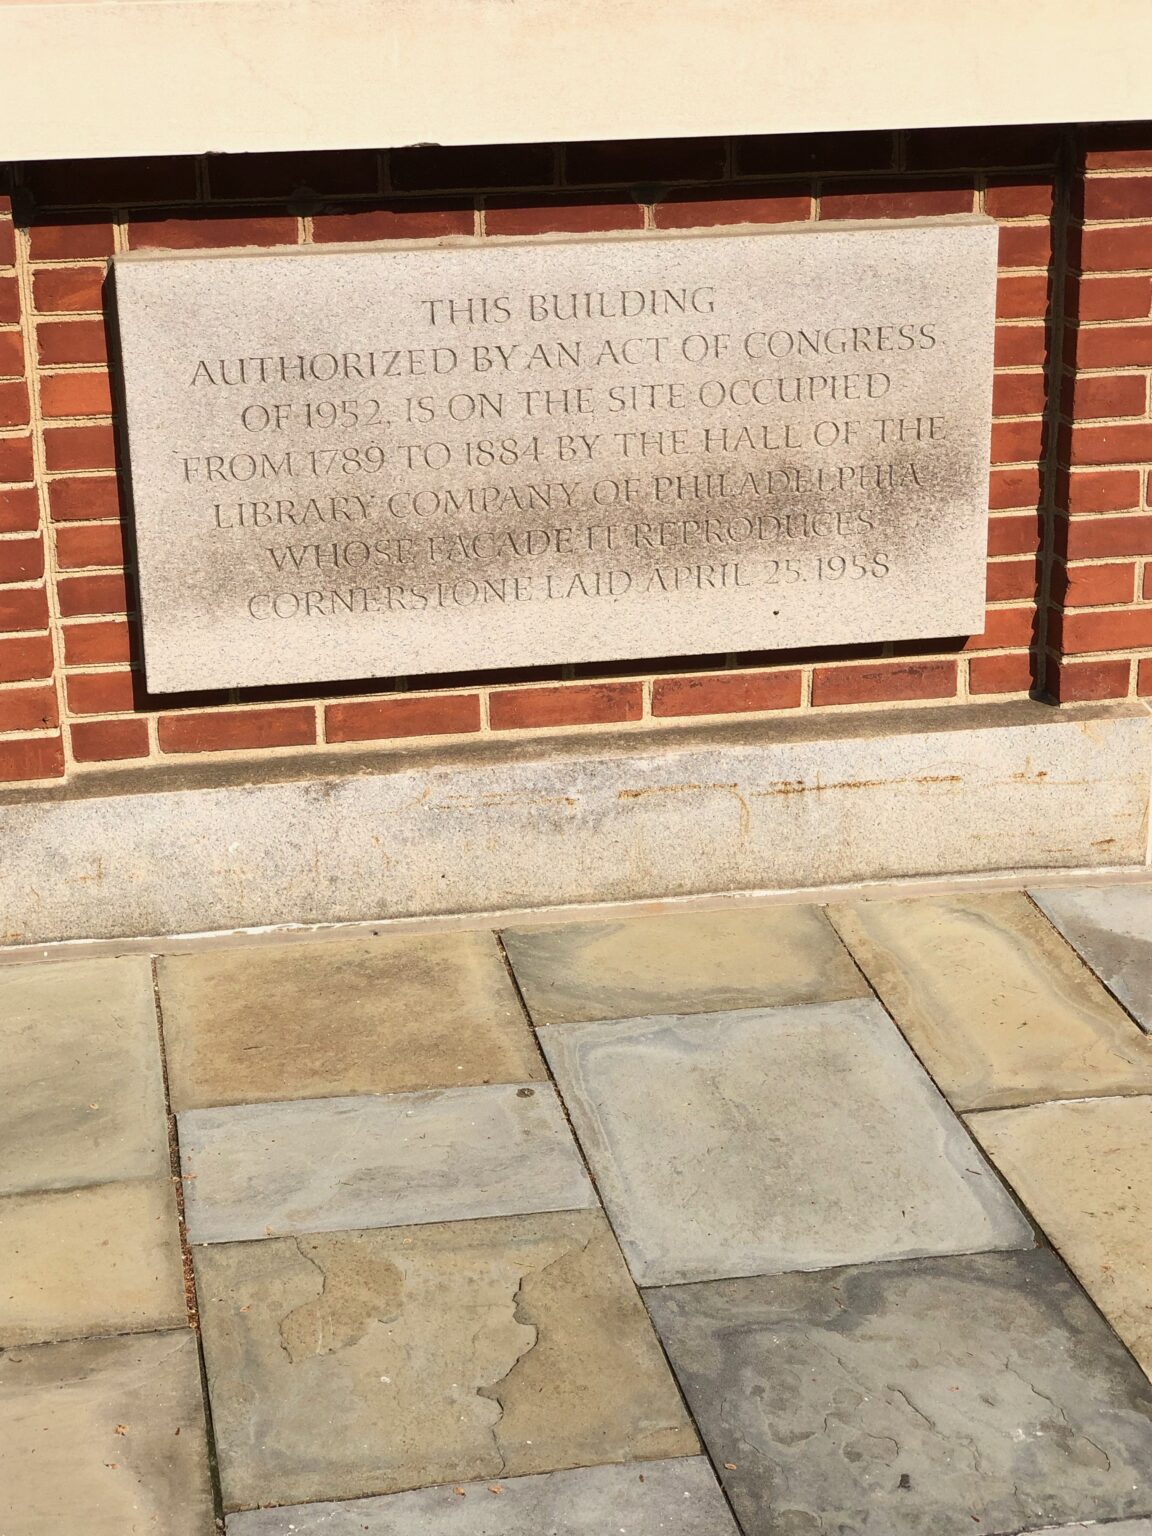 THIS BUILDING
AUTHORIZED BY AN ACT OF CONGRESS
OF 1952, IS ON THE SITE OCCUPIED
FROM 1789 TO 1884 BY THE HALL OF THE
LIBRARY COMPANY OF PHILADELPHIA
WHOSE FACADE IT REPRODUCES
CORNERSTONE LAID APRIL 25, 1958